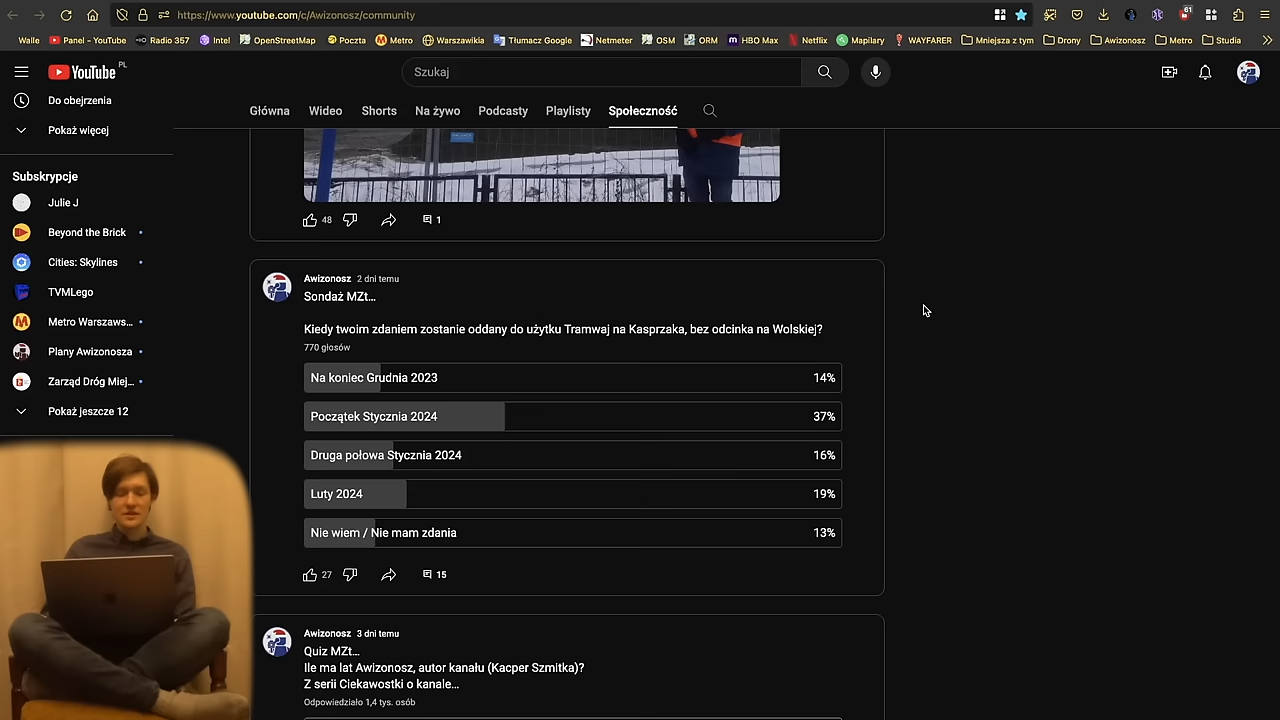 https://www.youtube.com/c/Awizonosz/community
61
Walle
Panel - YouTube
Radio 357
Intel
OpenStreetMap
Poczta
Metro
Warszawikia
Tłumacz Google
Netmeter
OSM
ORM
HBO Max
Netflix
Mapilary
WAYFARER
Mniejsza z tym
Drony
Awizonosz
Metro
Studia
YouTube PL
Szukaj
Do obejrzenia
Pokaż więcej
Subskrypcje
Julie J
Beyond the Brick
Cities: Skylines
TVMLego
Metro Warszaws...
Plany Awizonosza
Zarząd Dróg Miej...
Pokaż jeszcze 12
Główna
Wideo
Shorts
Na żywo
Podcasty
Playlisty
Społeczność
48
1
Awizonosz 2 dni temu
Sondaż MZt...
Kiedy twoim zdaniem zostanie oddany do użytku Tramwaj na Kasprzaka, bez odcinka na Wolskiej?
770 głosów
Na koniec Grudnia 2023 14%
Początek Stycznia 2024 37%
Druga połowa Stycznia 2024 16%
Luty 2024 19%
Nie wiem / Nie mam zdania 13%
27
15
Awizonosz 3 dni temu
Quiz MZt...
Ile ma lat Awizonosz, autor kanału (Kacper Szmitka)?
Z serii Ciekawostki o kanale...
Odpowiedziało 1,4 tys. osób